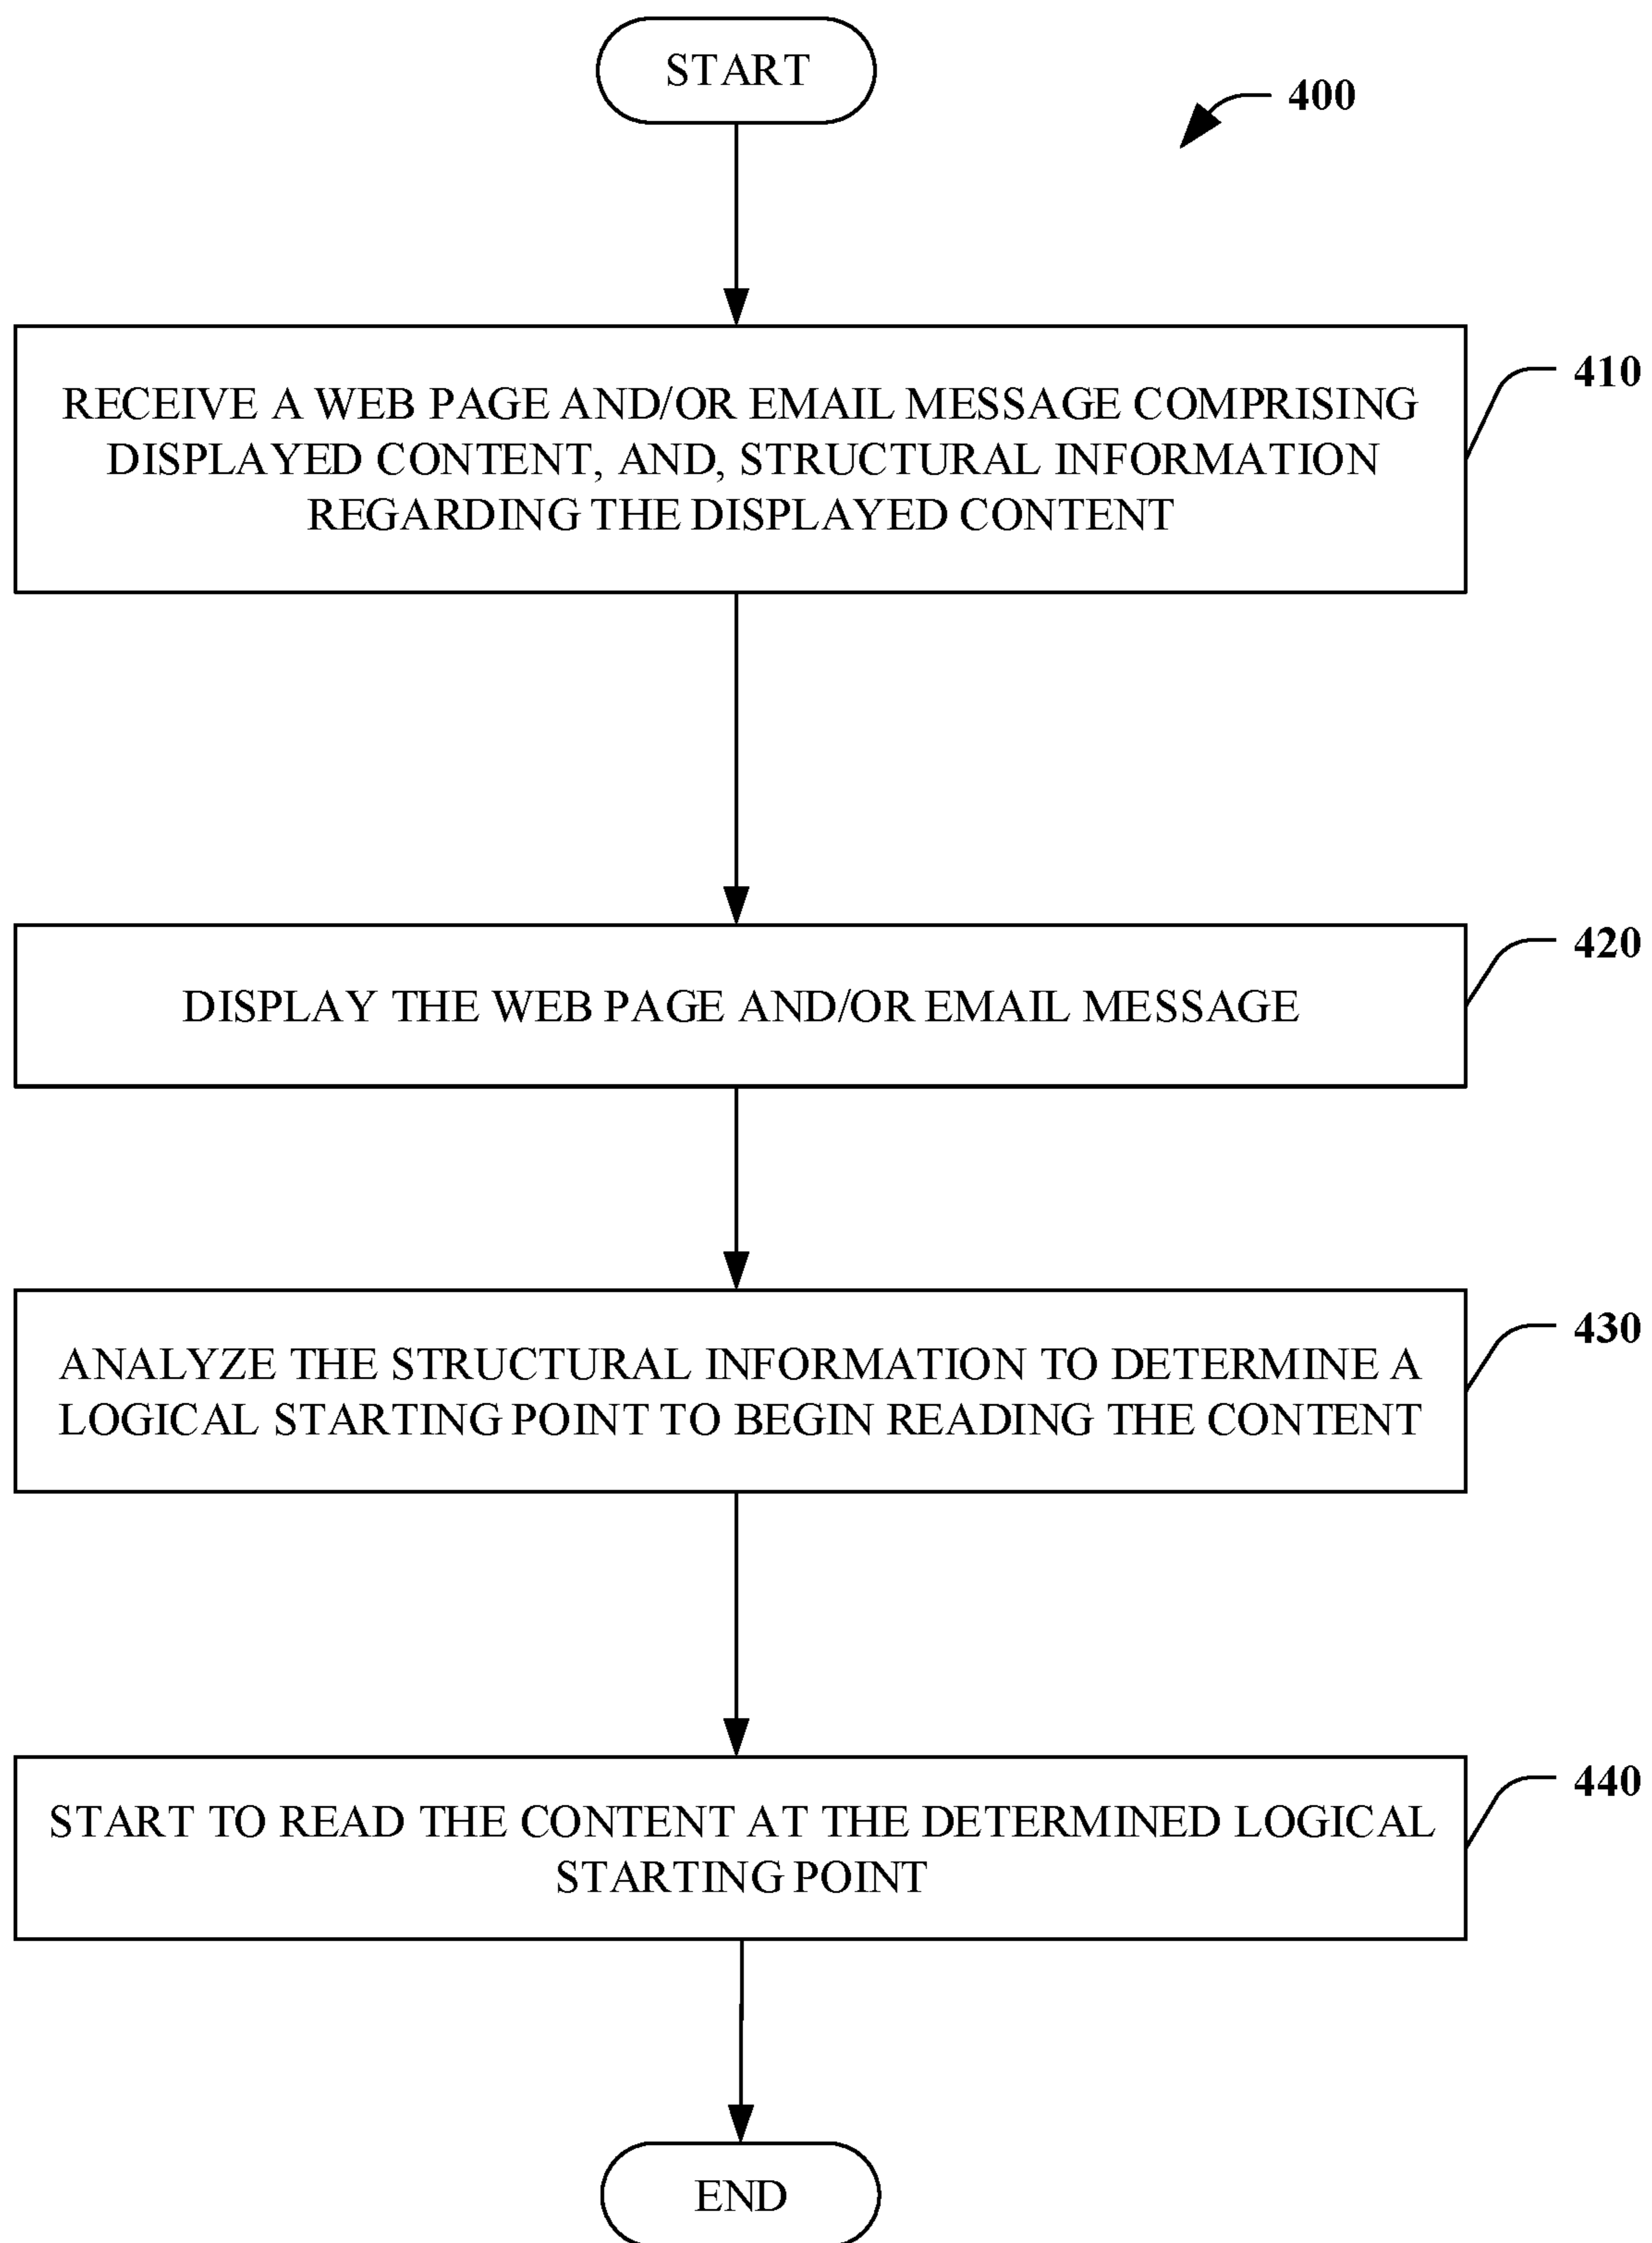 START
400
RECEIVE A WEB PAGE AND/OR EMAIL MESSAGE COMPRISING
DISPLAYED CONTENT, AND, STRUCTURAL INFORMATION
REGARDING THE DISPLAYED CONTENT
410
DISPLAY THE WEB PAGE AND/OR EMAIL MESSAGE
420
ANALYZE THE STRUCTURAL INFORMATION TO DETERMINE A
LOGICAL STARTING POINT TO BEGIN READING THE CONTENT
430
START TO READ THE CONTENT AT THE DETERMINED LOGICAL
STARTING POINT
440
END